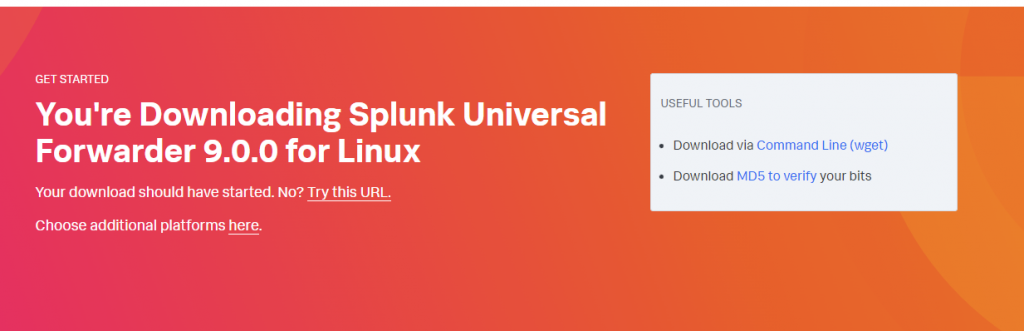 GET STARTED
You're Downloading Splunk Universal
Forwarder 9.0.0 for Linux
Your download should have started. No? Try this URL.
Choose additional platforms here.
USEFUL TOOLS
Download via Command Line (wget)
Download MD5 to verify your bits